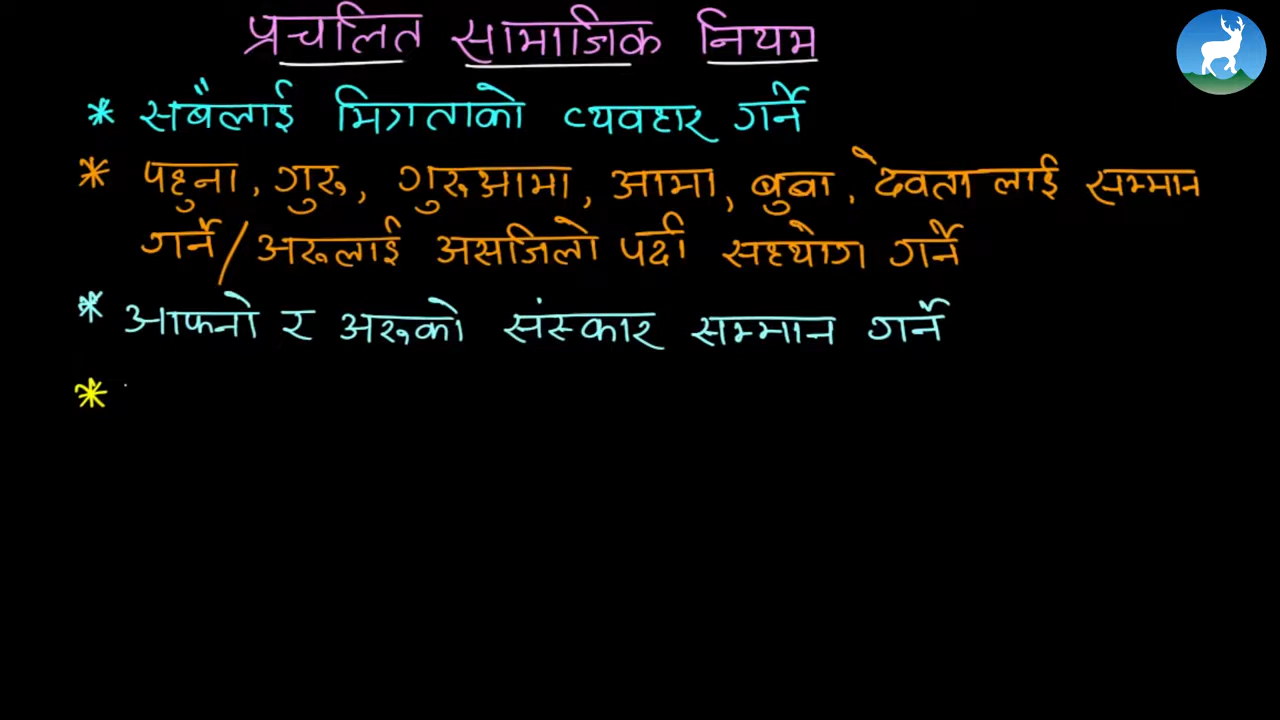 प्रचलित सामाजिक नियम
* सबैलाई मित्रताको व्यवहार गर्ने
* पहुना, गुरु, गुरुआमा, आमा, बुबा, देवता लाई सम्मान
गर्ने / अरुलाई असजिलो पर्दा सहयोग गर्ने
* आफनो र अरुको संस्कार सम्मान गर्ने
*